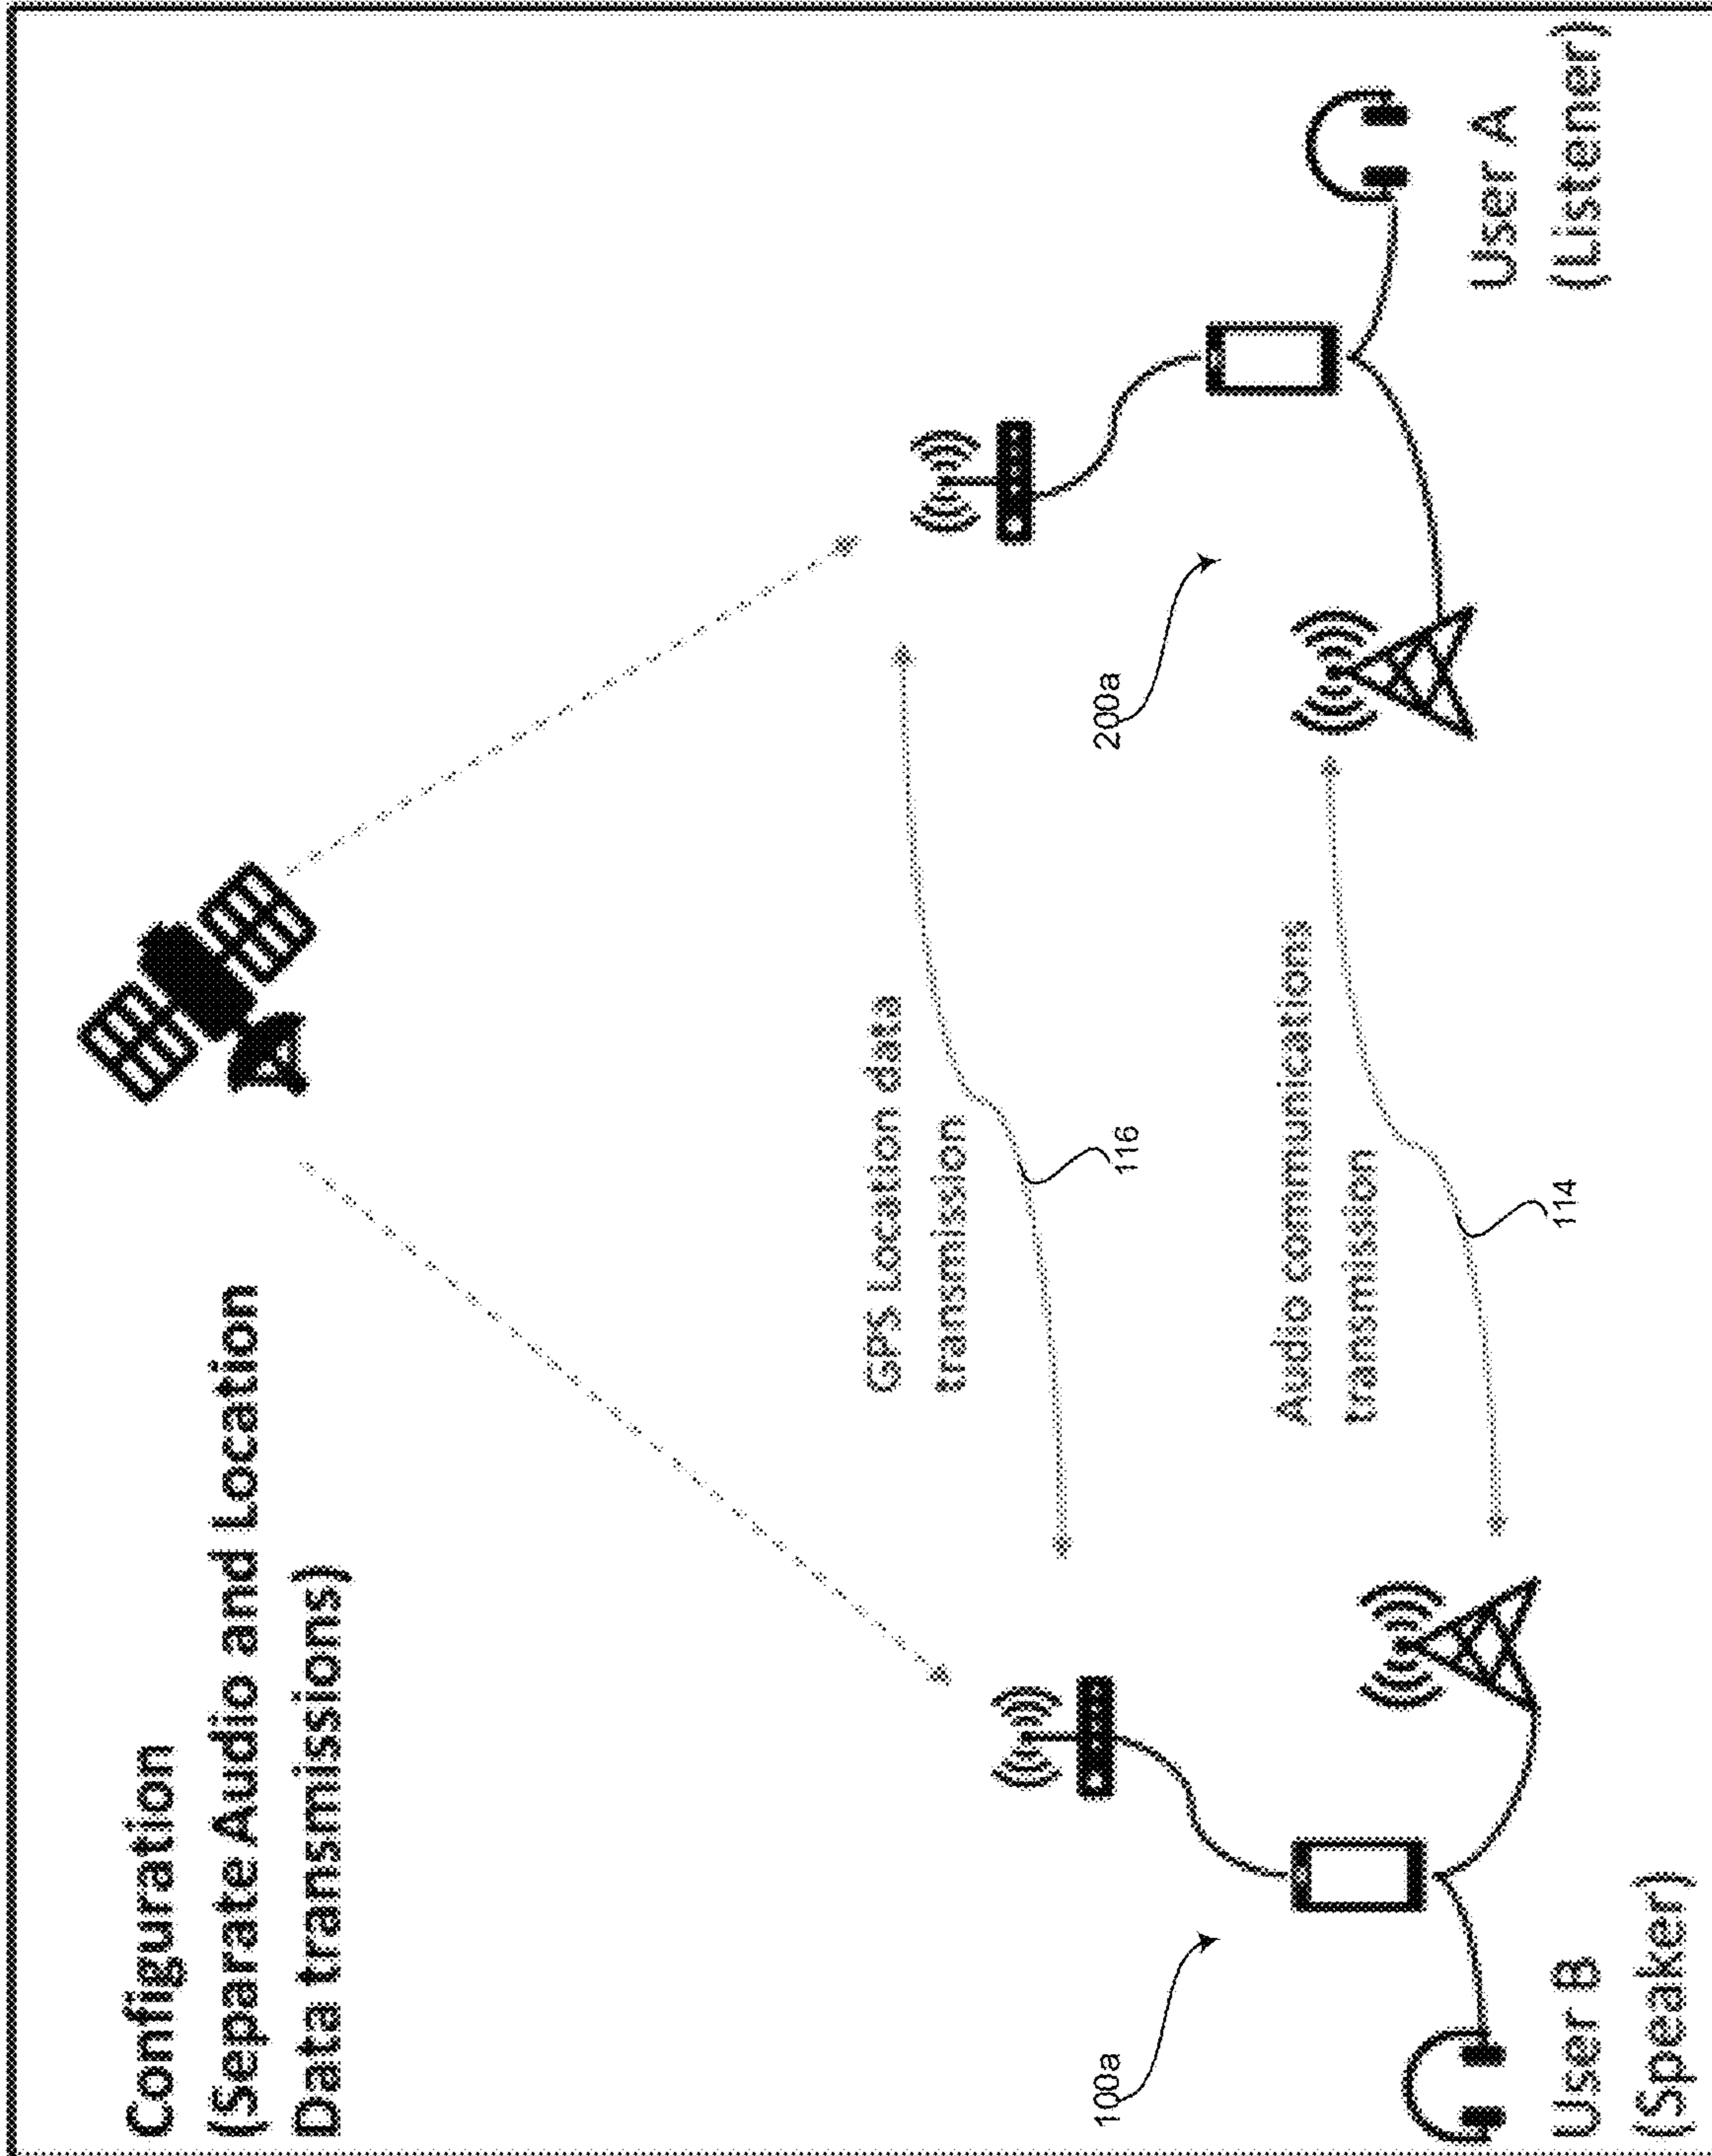 Configuration
(Separate Audio and Location
Data transmissions)
GPS Location data
transmission
116
Audio communications
transmission
114
100a
200a
User B
(Speaker)
User A
(Listener)